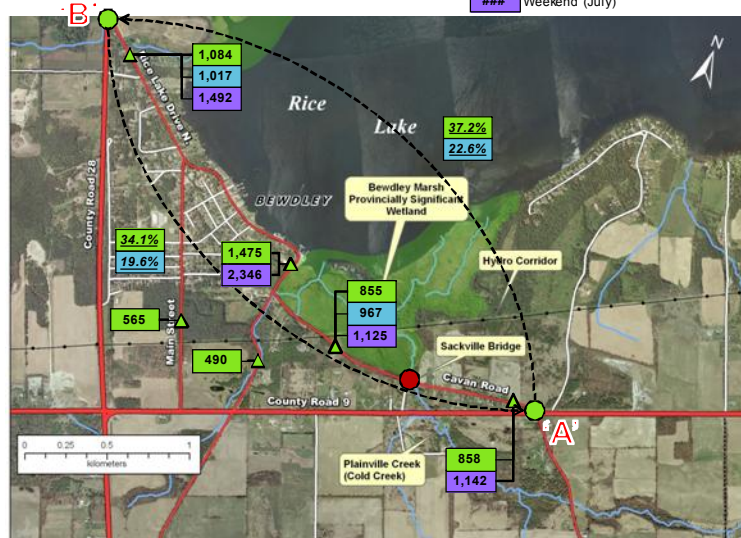 ### Weekend (July)
'B'
1,084
1,017
1,492
Rice Lake Drive N.
Rice
Lake
N
37.2%
22.6%
BEWDLEY
Bewdley Marsh
Provincially Significant
Wetland
County Road 28
34.1%
19.6%
1,475
2,346
Hydro Corridor
855
967
1,125
565
Main Street
490
Sackville Bridge
Cavan Road
County Road 9
'A'
0 0.25 0.5 1
kilometers
Plainville Creek
(Cold Creek)
858
1,142